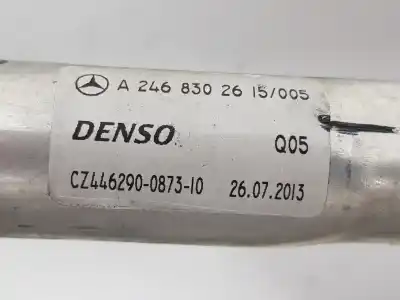 A 246 830 26 15/005
DENSO
Q05
CZ446290-0873-10
26.07.2013